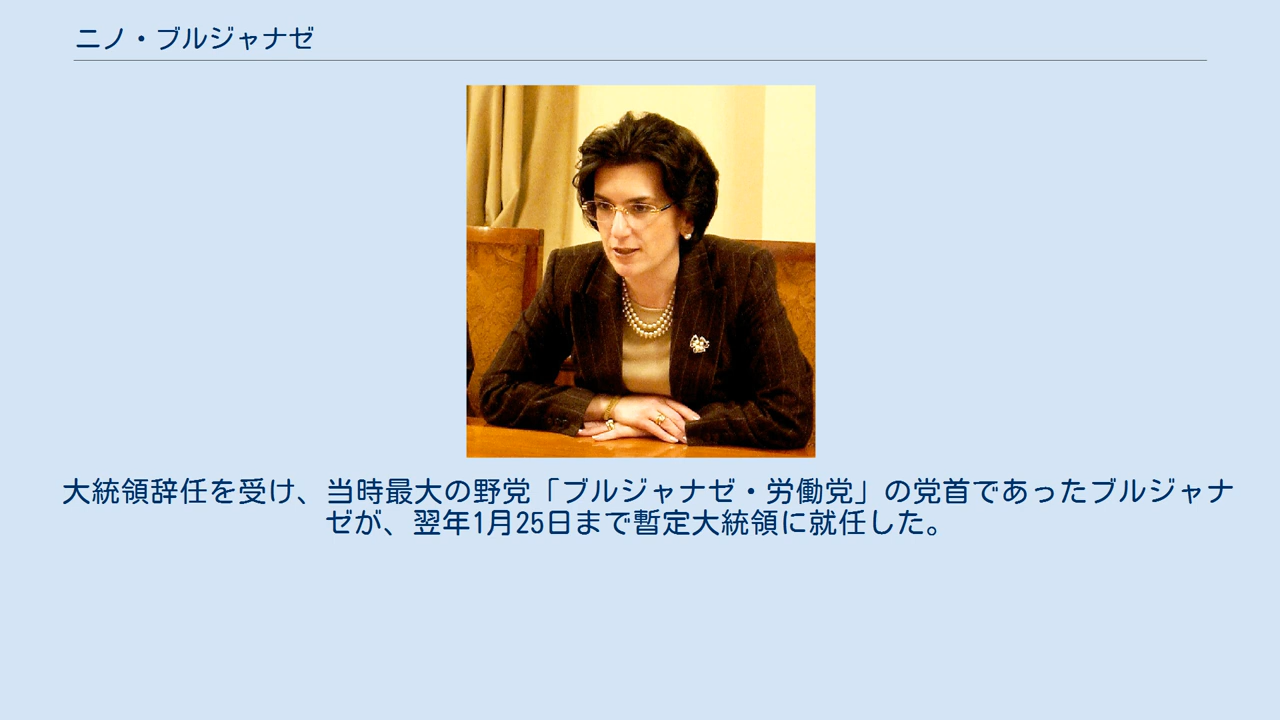 ニノ・ブルジャナゼ
大統領辞任を受け、当時最大の野党「ブルジャナゼ・労働党」の党首であったブルジャナ
ゼが、翌年1月25日まで暫定大統領に就任した。